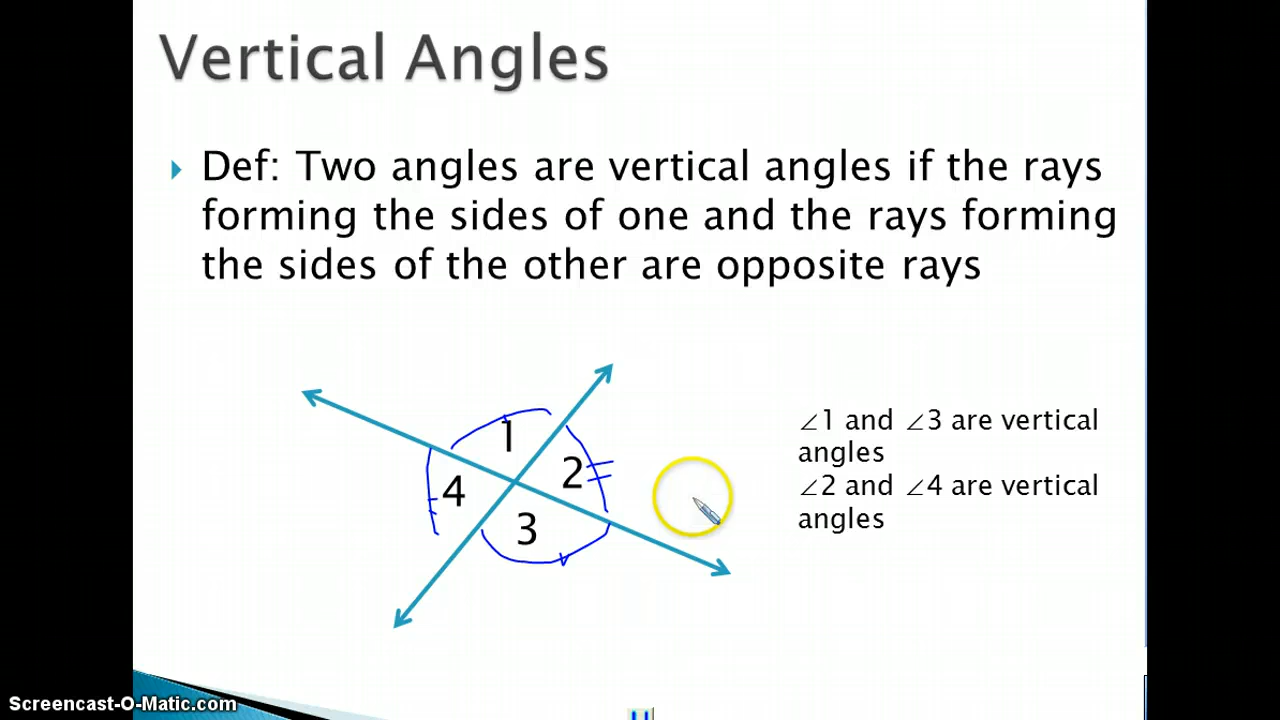 Vertical Angles
Def: Two angles are vertical angles if the rays
forming the sides of one and the rays forming
the sides of the other are opposite rays
1
2
4
3
∠1 and ∠3 are vertical
angles
∠2 and ∠4 are vertical
angles
Screencast-O-Matic.com